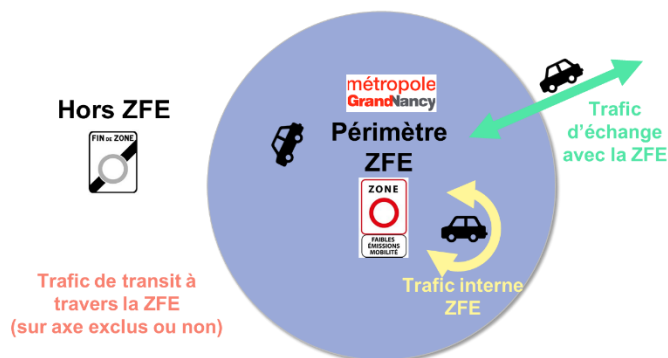 métropole
GrandNancy
Hors ZFE
FIN DE ZONE
Périmètre
ZFE
ZONE
FAIBLES
ÉMISSIONS
MOBILITÉ
Trafic
d'échange
avec la ZFE
Trafic interne
ZFE
Trafic de transit à
travers la ZFE
(sur axe exclus ou non)